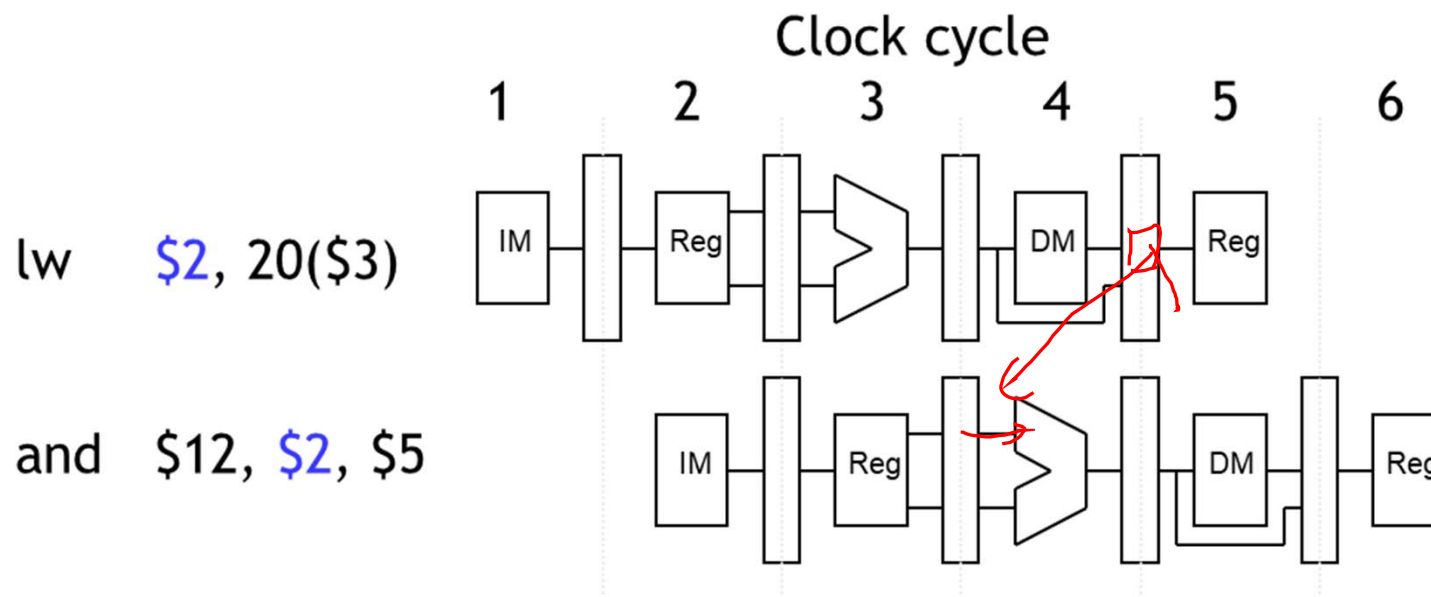 Clock cycle
1 2 3 4 5 6
lw $2, 20($3)
IM Reg DM Reg
and $12, $2, $5
IM Reg DM Reg